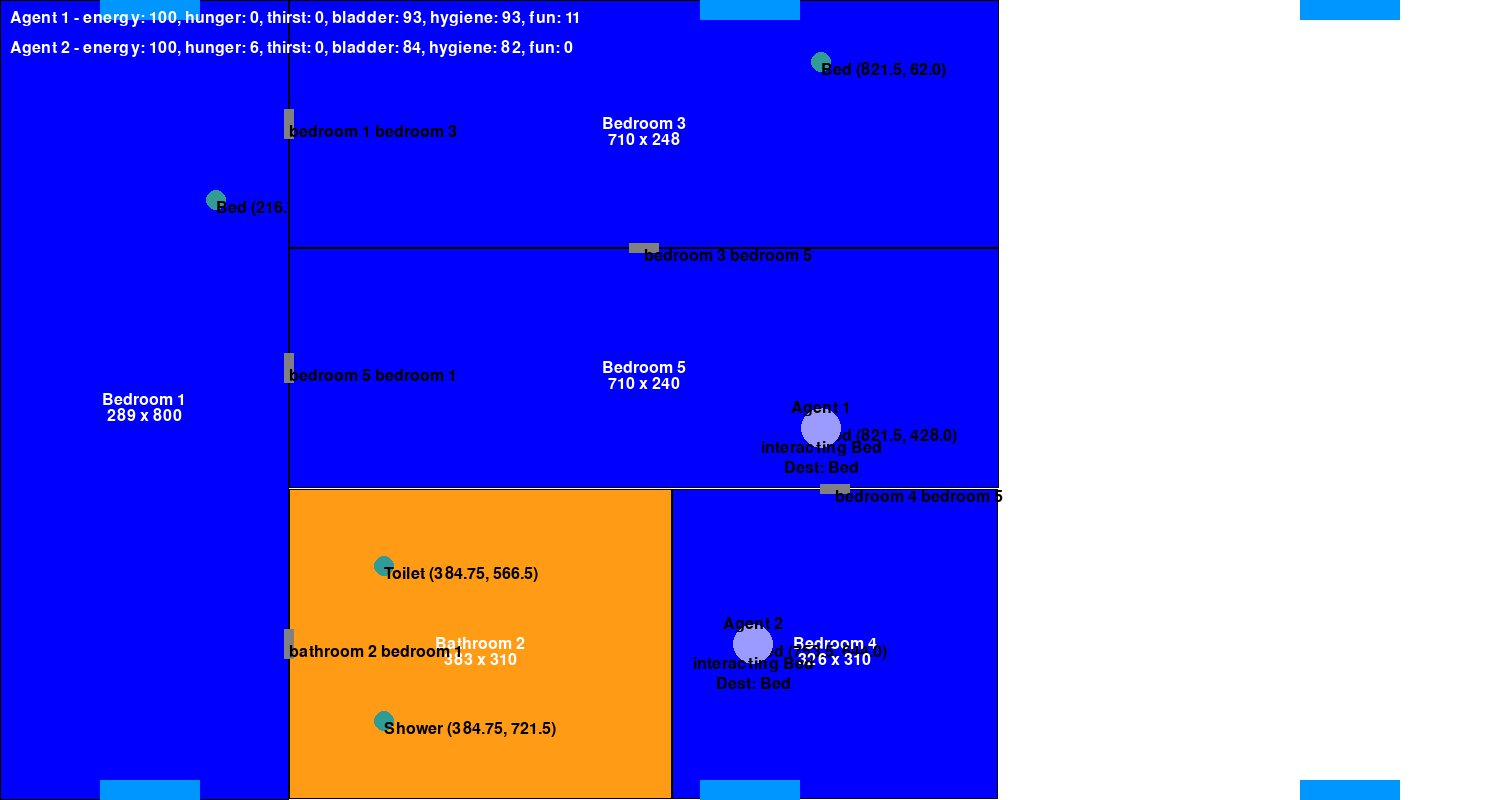 Agent 1 - energy: 100, hunger: 0, thirst: 0, bladder: 93, hygiene: 93, fun: 11
Agent 2 - energy: 100, hunger: 6, thirst: 0, bladder: 84, hygiene: 82, fun: 0
Bed (821.5, 62.0)
Bedroom 3
710 x 248
bedroom 1 bedroom 3
Bed (216.
bedroom 3 bedroom 5
Bedroom 5
710 x 240
bedroom 5 bedroom 1
Bedroom 1
289 x 800
Agent 1
(821.5, 428.0)
interacting Bed
Dest: Bed
bedroom 4 bedroom 5
Toilet (384.75, 566.5)
Agent 2
Bathroom 2
383 x 310
bathroom 2 bedroom 1
Bedroom 4
326 x 310
interacting Bed
Dest: Bed
Shower (384.75, 721.5)